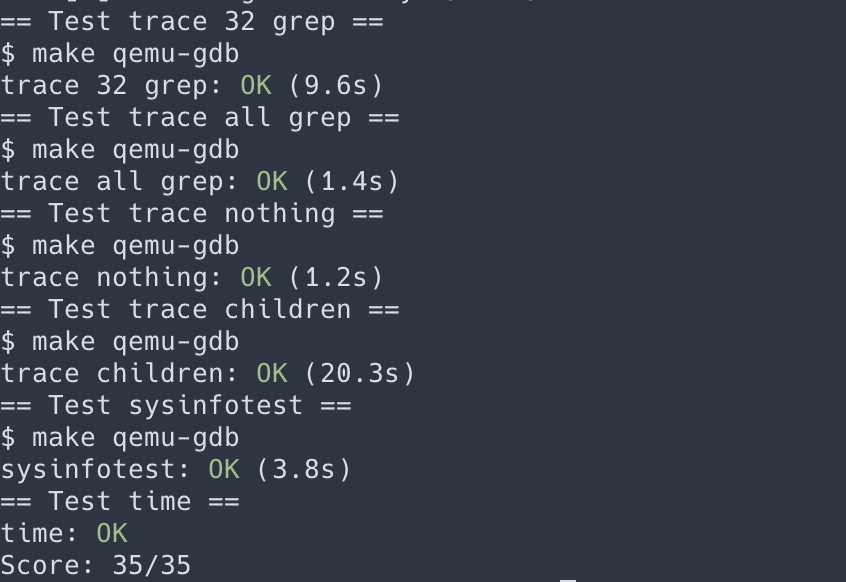 == Test trace 32 grep ==
$ make qemu-gdb
trace 32 grep: OK (9.6s)
== Test trace all grep ==
$ make qemu-gdb
trace all grep: OK (1.4s)
== Test trace nothing ==
$ make qemu-gdb
trace nothing: OK (1.2s)
== Test trace children ==
$ make qemu-gdb
trace children: OK (20.3s)
== Test sysinfotest ==
$ make qemu-gdb
sysinfotest: OK (3.8s)
== Test time ==
time: OK
Score: 35/35